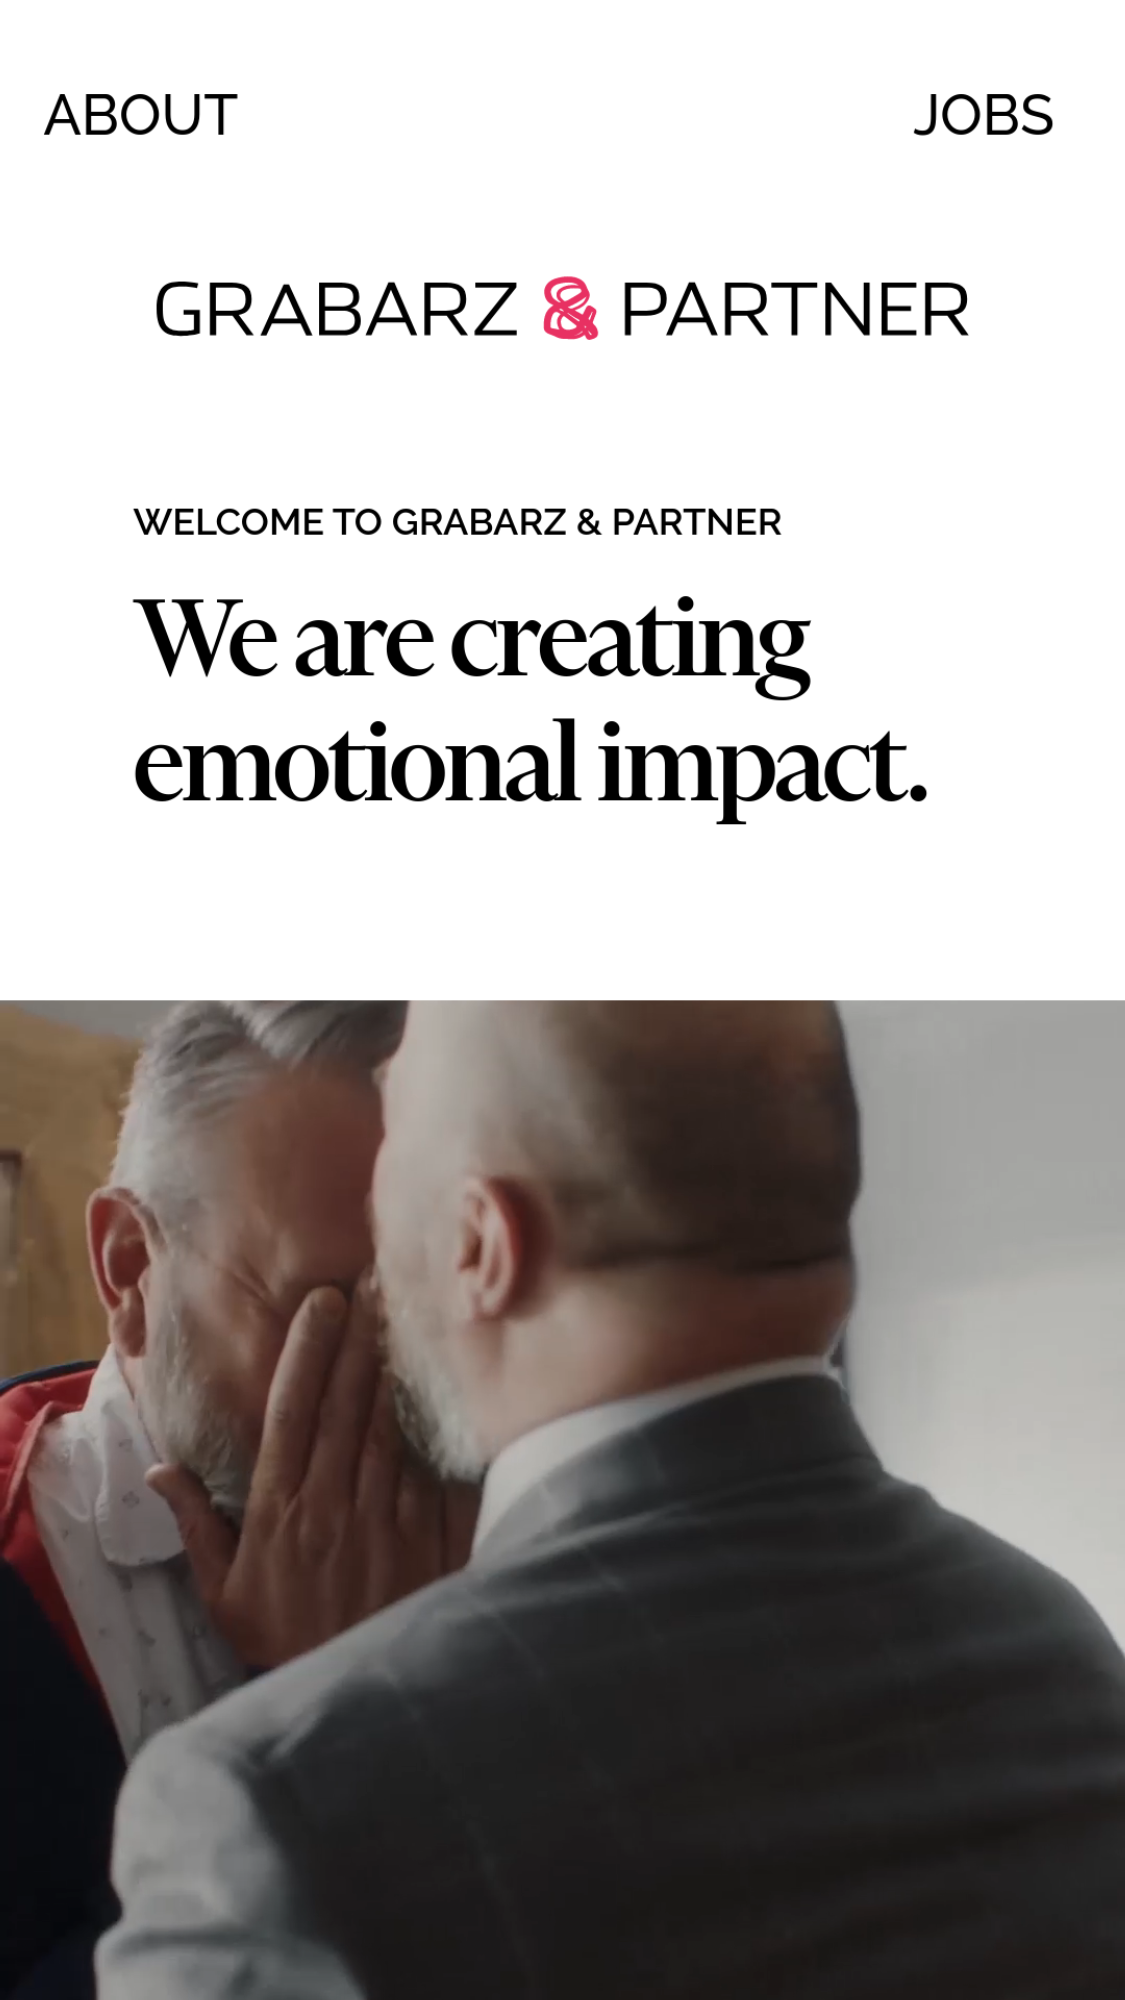 ABOUT
JOBS
GRABARZ & PARTNER
WELCOME TO GRABARZ & PARTNER
We are creating
emotional impact.